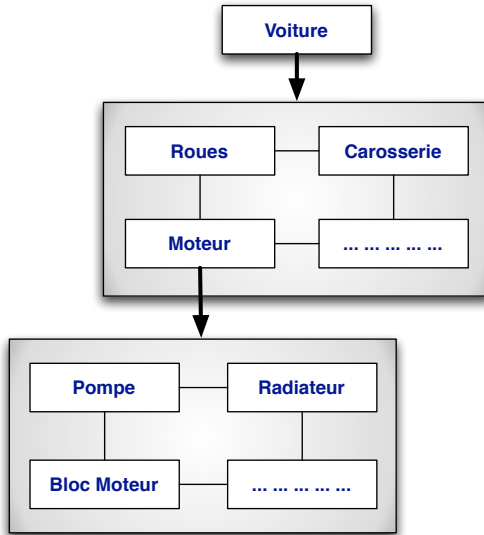 Voiture
Roues
Carosserie
Moteur
... ... ... ... ...
Pompe
Radiateur
Bloc Moteur
... ... ... ... ...